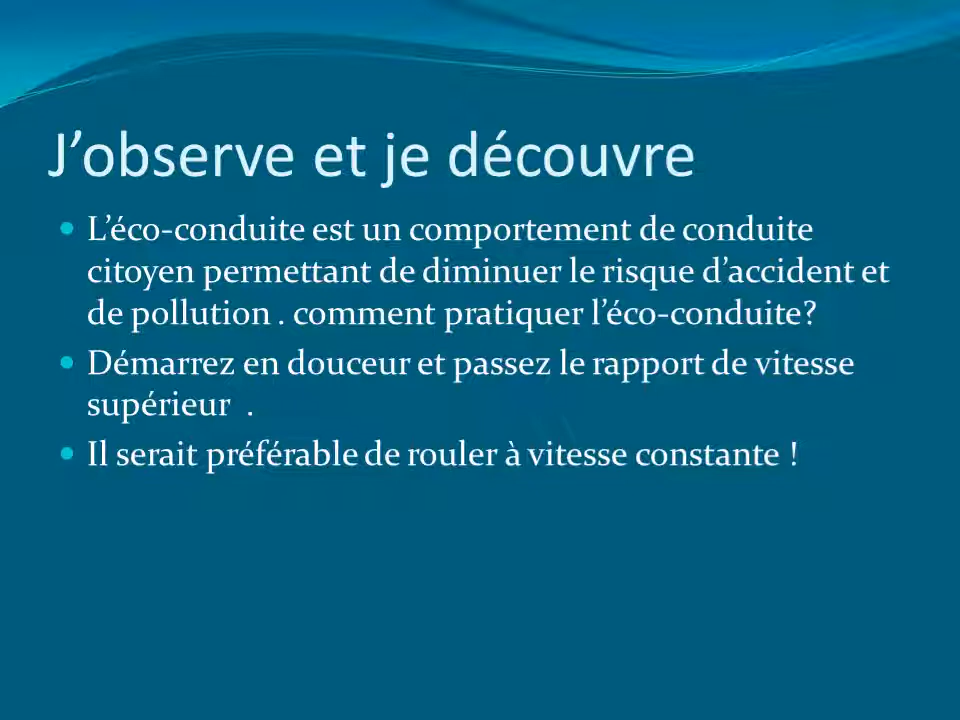 J’observe et je découvre
L’éco-conduite est un comportement de conduite
citoyen permettant de diminuer le risque d’accident et
de pollution . comment pratiquer l’éco-conduite?
Démarrez en douceur et passez le rapport de vitesse
supérieur .
Il serait préférable de rouler à vitesse constante !